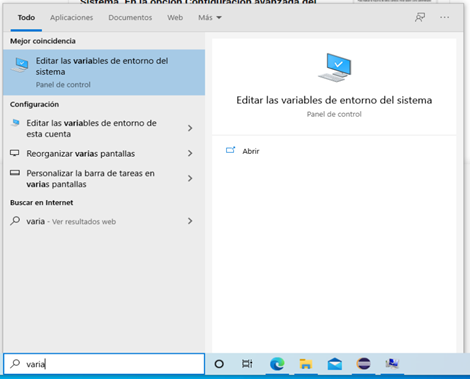 Sistema. En la opción Configuración avanzada del
Todo Aplicaciones Documentos Web Más
Mejor coincidencia
Editar las variables de entorno del
sistema
Panel de control
Configuración
Editar las variables de entorno de
esta cuenta
Reorganizar varias pantallas
Personalizar la barra de tareas en
varias pantallas
Buscar en Internet
varia - Ver resultados web
Editar las variables de entorno del sistema
Panel de control
Abrir
varia